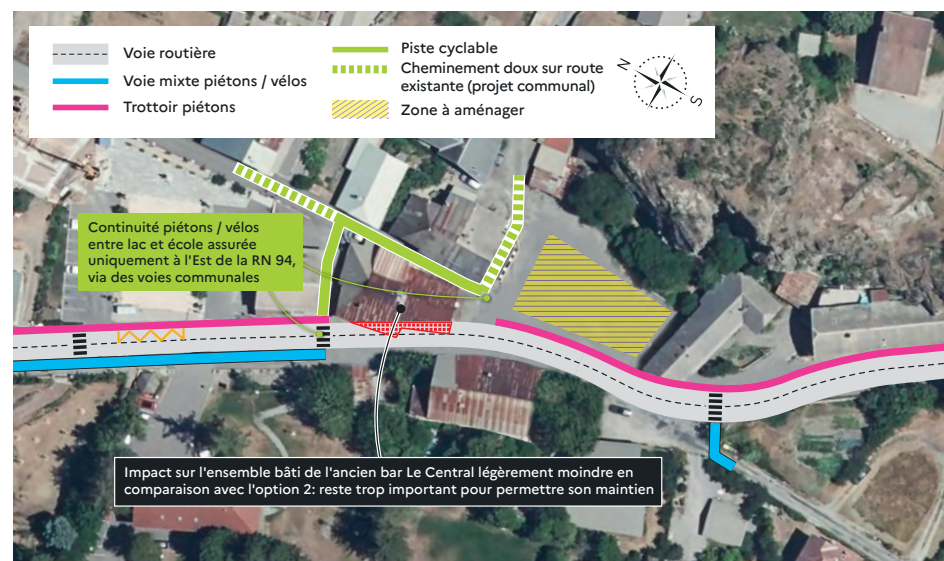 Voie routière
Voie mixte piétons / vélos
Trottoir piétons
Piste cyclable
Cheminement doux sur route
existante (projet communal)
Zone à aménager
N
S
Continuité piétons / vélos
entre lac et école assurée
uniquement à l'Est de la RN 94,
via des voies communales
Impact sur l'ensemble bâti de l'ancien bar Le Central légèrement moindre en
comparaison avec l'option 2: reste trop important pour permettre son maintien